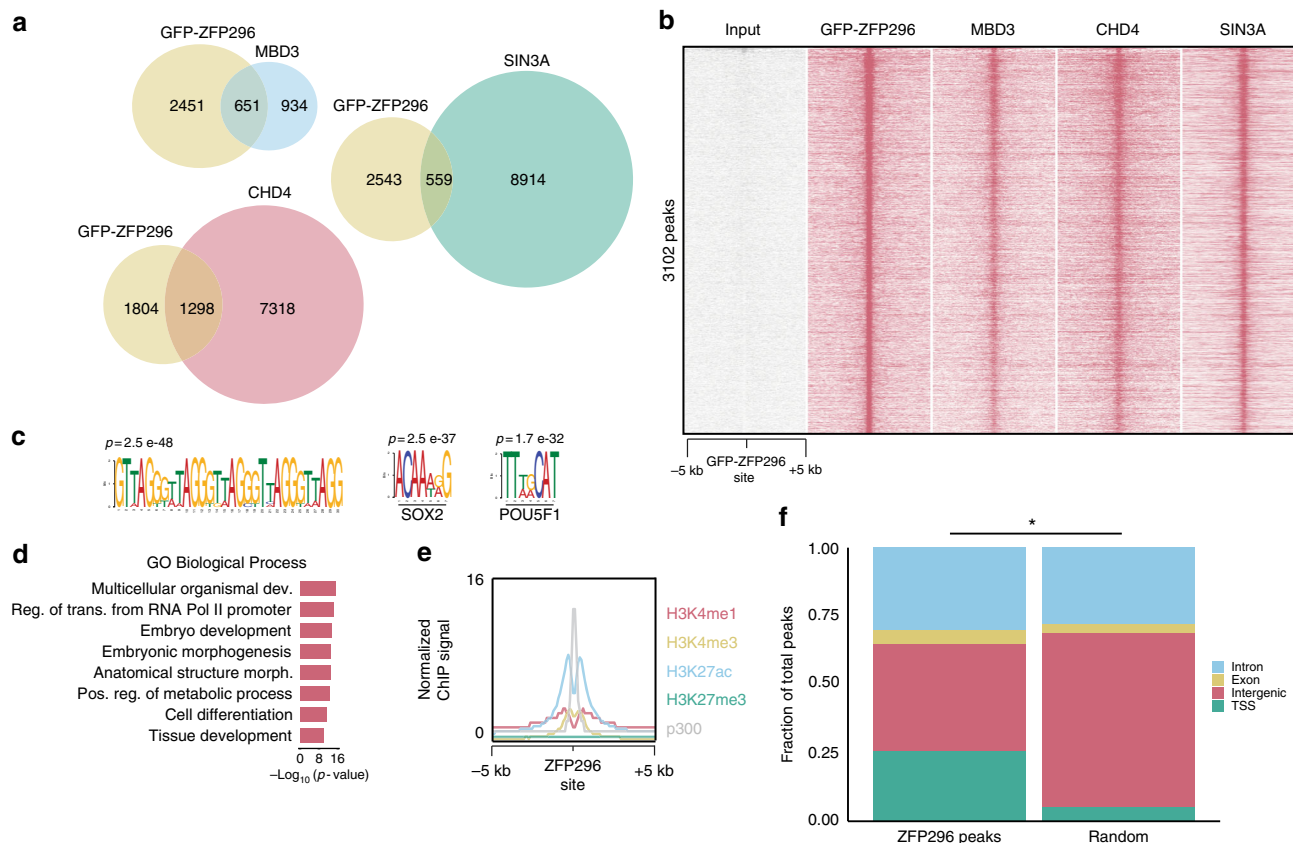 a
GFP-ZFP296
MBD3
2451
651
934
SIN3A
GFP-ZFP296
2543
559
8914
CHD4
GFP-ZFP296
1804
1298
7318
b
Input
GFP-ZFP296
MBD3
CHD4
SIN3A
3102 peaks
–5 kb
GFP-ZFP296
site
+5 kb
c
p = 2.5 e-48
p = 2.5 e-37
SOX2
p = 1.7 e-32
POU5F1
d
GO Biological Process
Multicellular organismal dev.
Reg. of trans. from RNA Pol II promoter
Embryo development
Embryonic morphogenesis
Anatomical structure morph.
Pos. reg. of metabolic process
Cell differentiation
Tissue development
0 8 16
–Log10 (p-value)
e
16
0
Normalized
ChIP signal
H3K4me1
H3K4me3
H3K27ac
H3K27me3
p300
–5 kb
ZFP296
site
+5 kb
f
*
1.00
0.75
0.50
0.25
0.00
Fraction of total peaks
ZFP296 peaks
Random
Intron
Exon
Intergenic
TSS